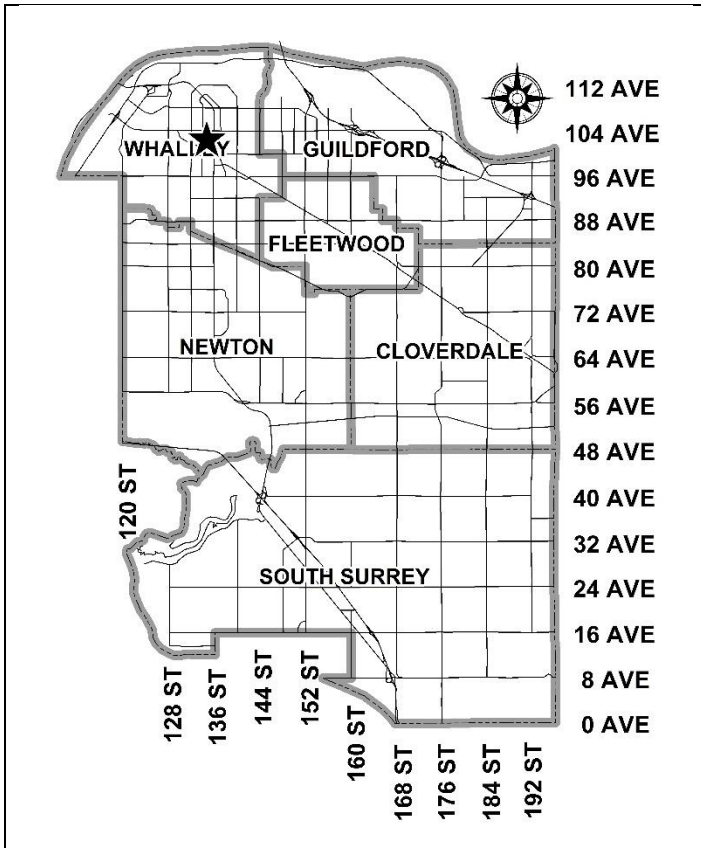 112 AVE
104 AVE
WHALLEY
GUILDFORD
96 AVE
88 AVE
FLEETWOOD
80 AVE
72 AVE
NEWTON
CLOVERDALE
64 AVE
56 AVE
48 AVE
120 ST
40 AVE
32 AVE
SOUTH SURREY
24 AVE
16 AVE
128 ST
136 ST
144 ST
152 ST
160 ST
8 AVE
0 AVE
168 ST
176 ST
184 ST
192 ST